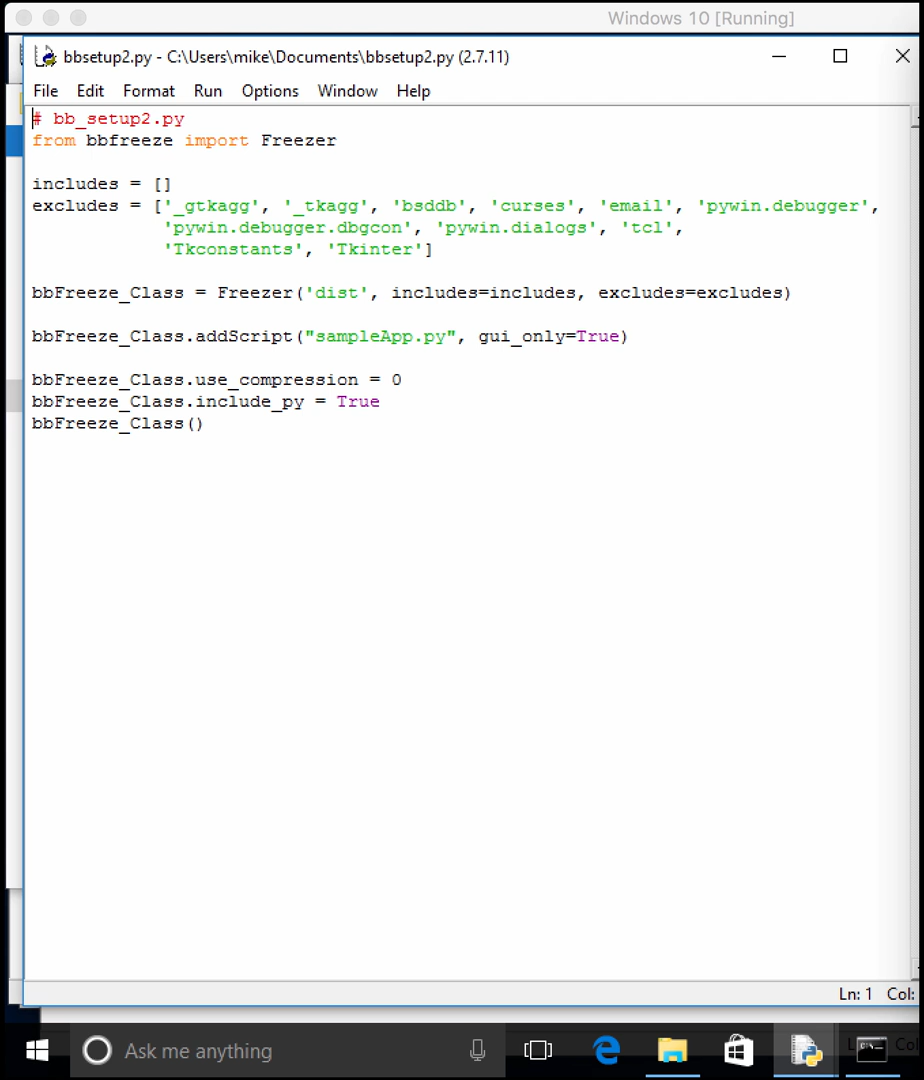 Windows 10 [Running]
bbsetup2.py - C:\Users\mike\Documents\bbsetup2.py (2.7.11)
File Edit Format Run Options Window Help
# bb_setup2.py
from bbfreeze import Freezer
includes = []
excludes = ['_gtkagg', '_tkagg', 'bsddb', 'curses', 'email', 'pywin.debugger',
'pywin.debugger.dbgcon', 'pywin.dialogs', 'tcl',
'Tkconstants', 'Tkinter']
bbFreeze_Class = Freezer('dist', includes=includes, excludes=excludes)
bbFreeze_Class.addScript("sampleApp.py", gui_only=True)
bbFreeze_Class.use_compression = 0
bbFreeze_Class.include_py = True
bbFreeze_Class()
Ln: 1 Col:
Ask me anything